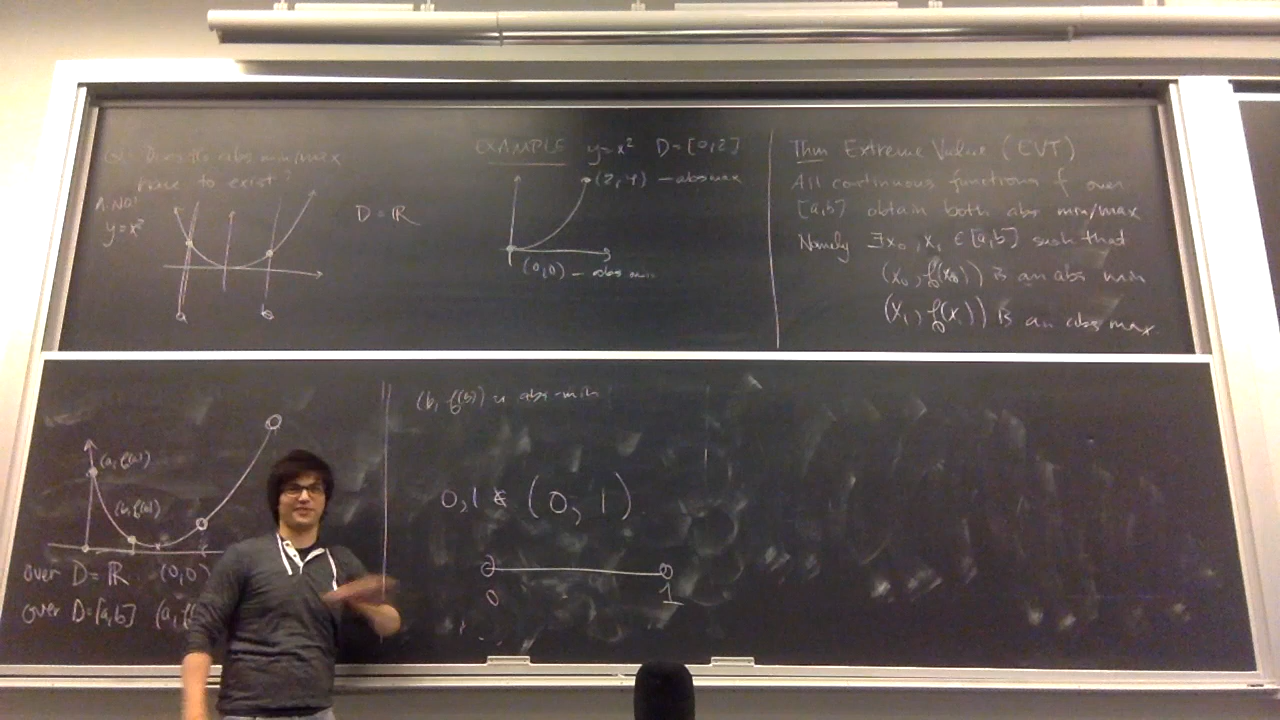 Q: Does the abs min/max
have to exist?
A: NO!
y=x²
D = ℝ
a
b
EXAMPLE y=x² D=[0,2]
(2,4) – abs max
(0,0) – abs min
Thm Extreme Value (EVT)
All continuous functions f over
[a,b] obtain both abs min/max
Namely ∃x₀, x₁ ∈ [a,b] such that
(x₀, f(x₀)) is an abs min
(x₁, f(x₁)) is an abs max
(a, f(a))
(b, f(a))
over D = ℝ (0,0)
over D=[a,b] (a, f(
(b, f(b)) is abs-min
0,1 ∉ (0, 1)
0
1